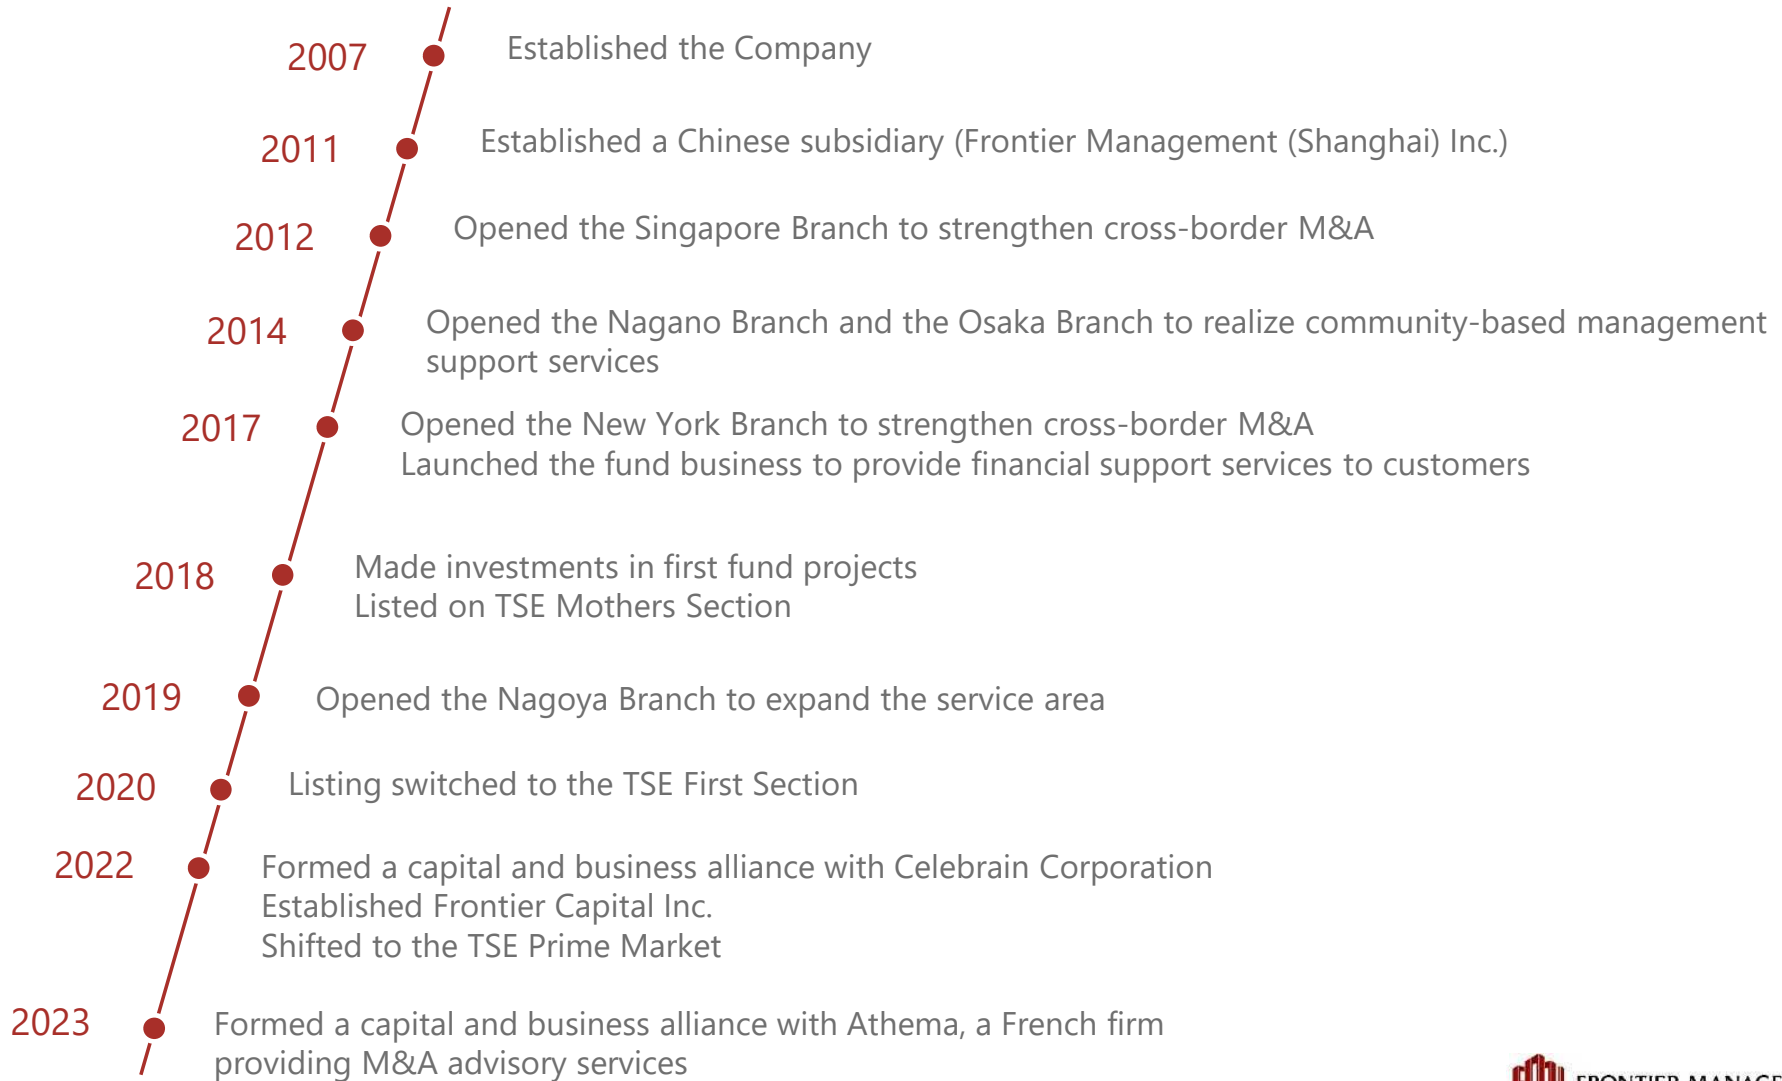 2007
Established the Company
2011
Established a Chinese subsidiary (Frontier Management (Shanghai) Inc.)
2012
Opened the Singapore Branch to strengthen cross-border M&A
2014
Opened the Nagano Branch and the Osaka Branch to realize community-based management
support services
2017
Opened the New York Branch to strengthen cross-border M&A
Launched the fund business to provide financial support services to customers
2018
Made investments in first fund projects
Listed on TSE Mothers Section
2019
Opened the Nagoya Branch to expand the service area
2020
Listing switched to the TSE First Section
2022
Formed a capital and business alliance with Celebrain Corporation
Established Frontier Capital Inc.
Shifted to the TSE Prime Market
2023
Formed a capital and business alliance with Athema, a French firm
providing M&A advisory services
FRONTIER